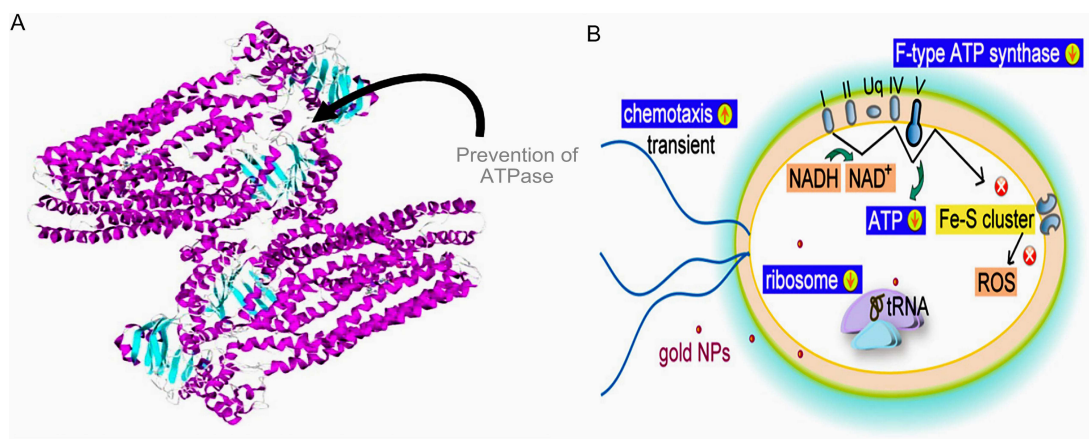 A
Prevention of
ATPase
B
F-type ATP synthase
I II Uq IV V
chemotaxis
transient
NADH NAD+
ATP
Fe-S cluster
ROS
ribosome
tRNA
gold NPs